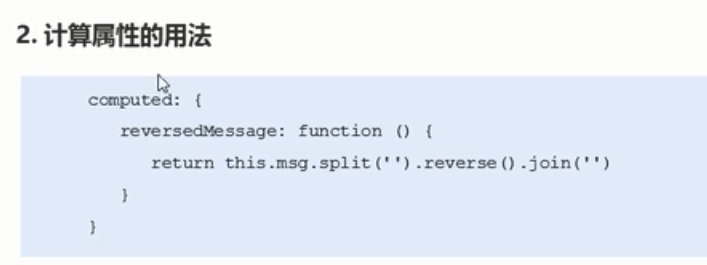 2. 计算属性的用法
computed: {
reversedMessage: function () {
return this.msg.split('').reverse().join('')
}
}